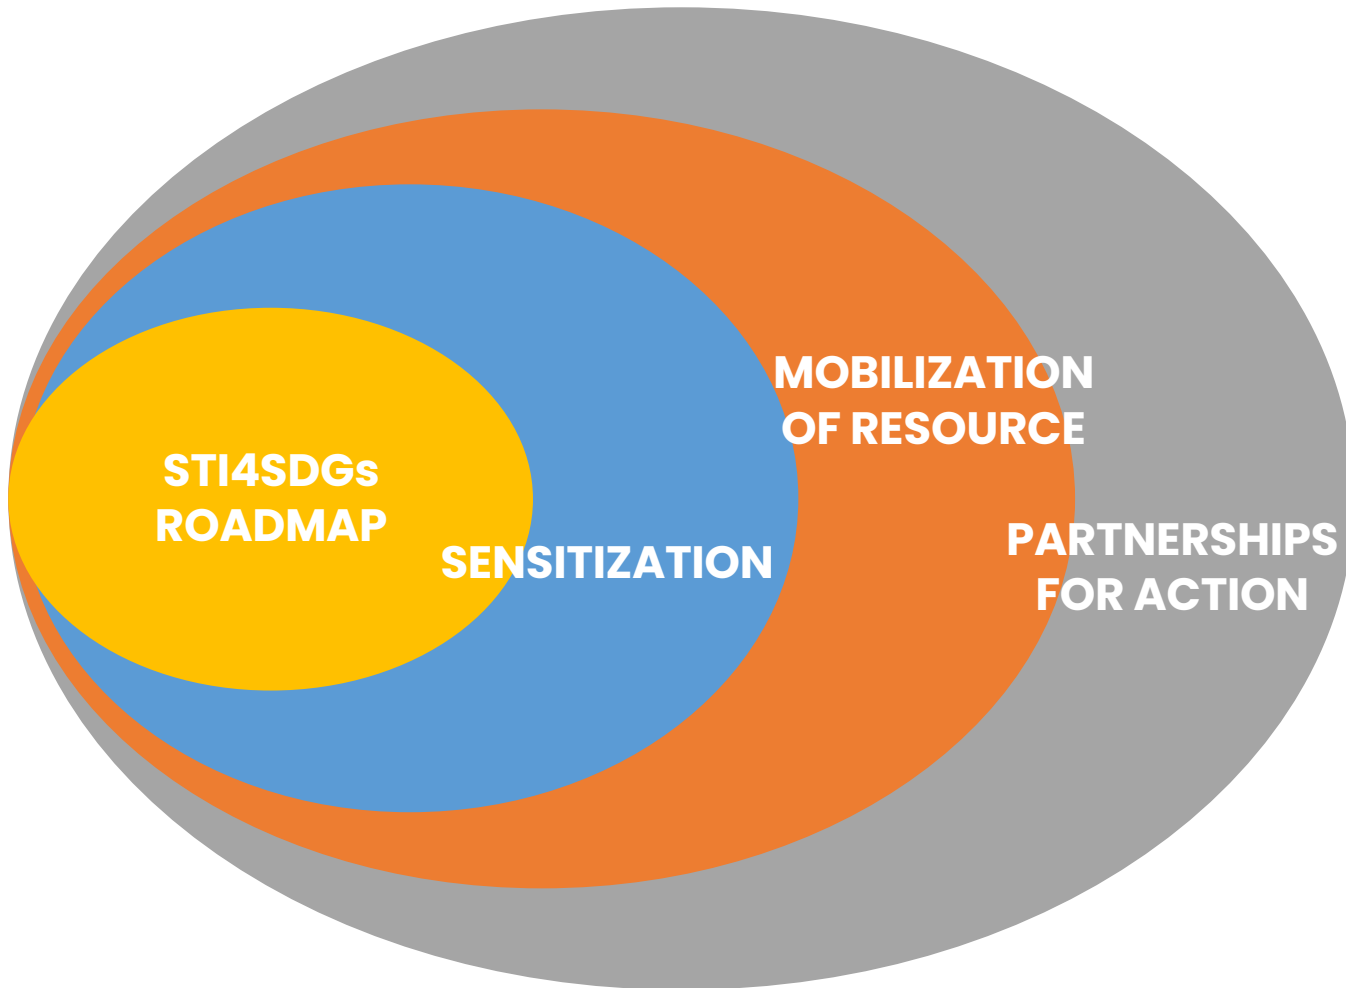 STI4SDGs
ROADMAP
SENSITIZATION
MOBILIZATION
OF RESOURCE
PARTNERSHIPS
FOR ACTION